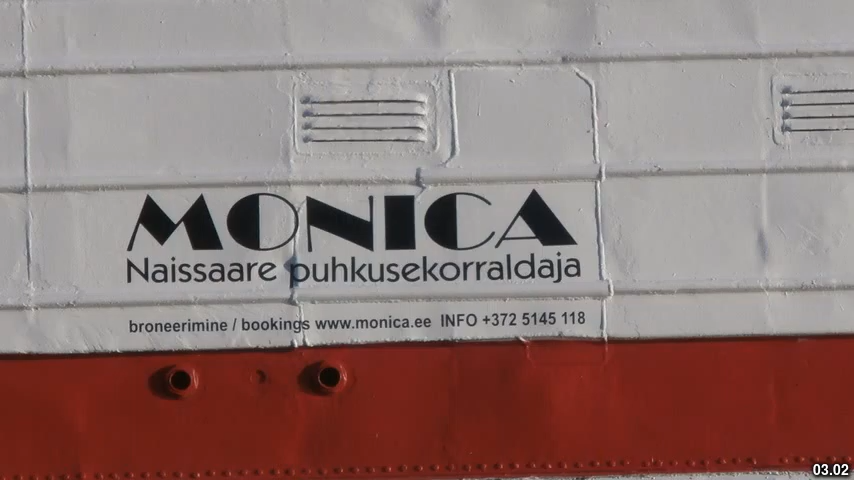 MONICA
Naissaare puhkusekorraldaja
broneerimine / bookings www.monica.ee INFO +372 5145 118
03.02